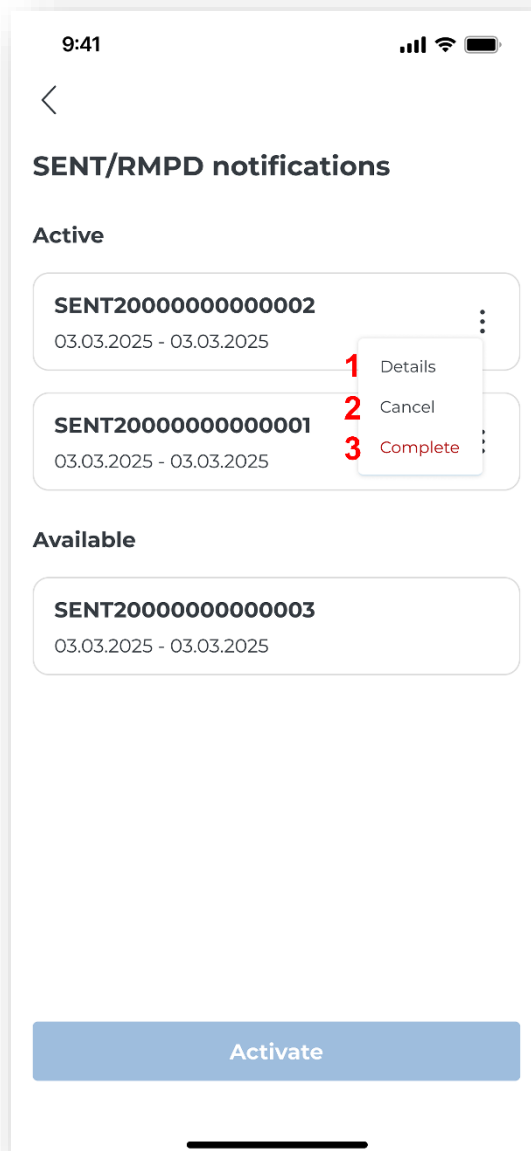 9:41
SENT/RMPD notifications
Active
SENT20000000000002
03.03.2025 - 03.03.2025
1 Details
2 Cancel
3 Complete
SENT20000000000001
03.03.2025 - 03.03.2025
Available
SENT20000000000003
03.03.2025 - 03.03.2025
Activate